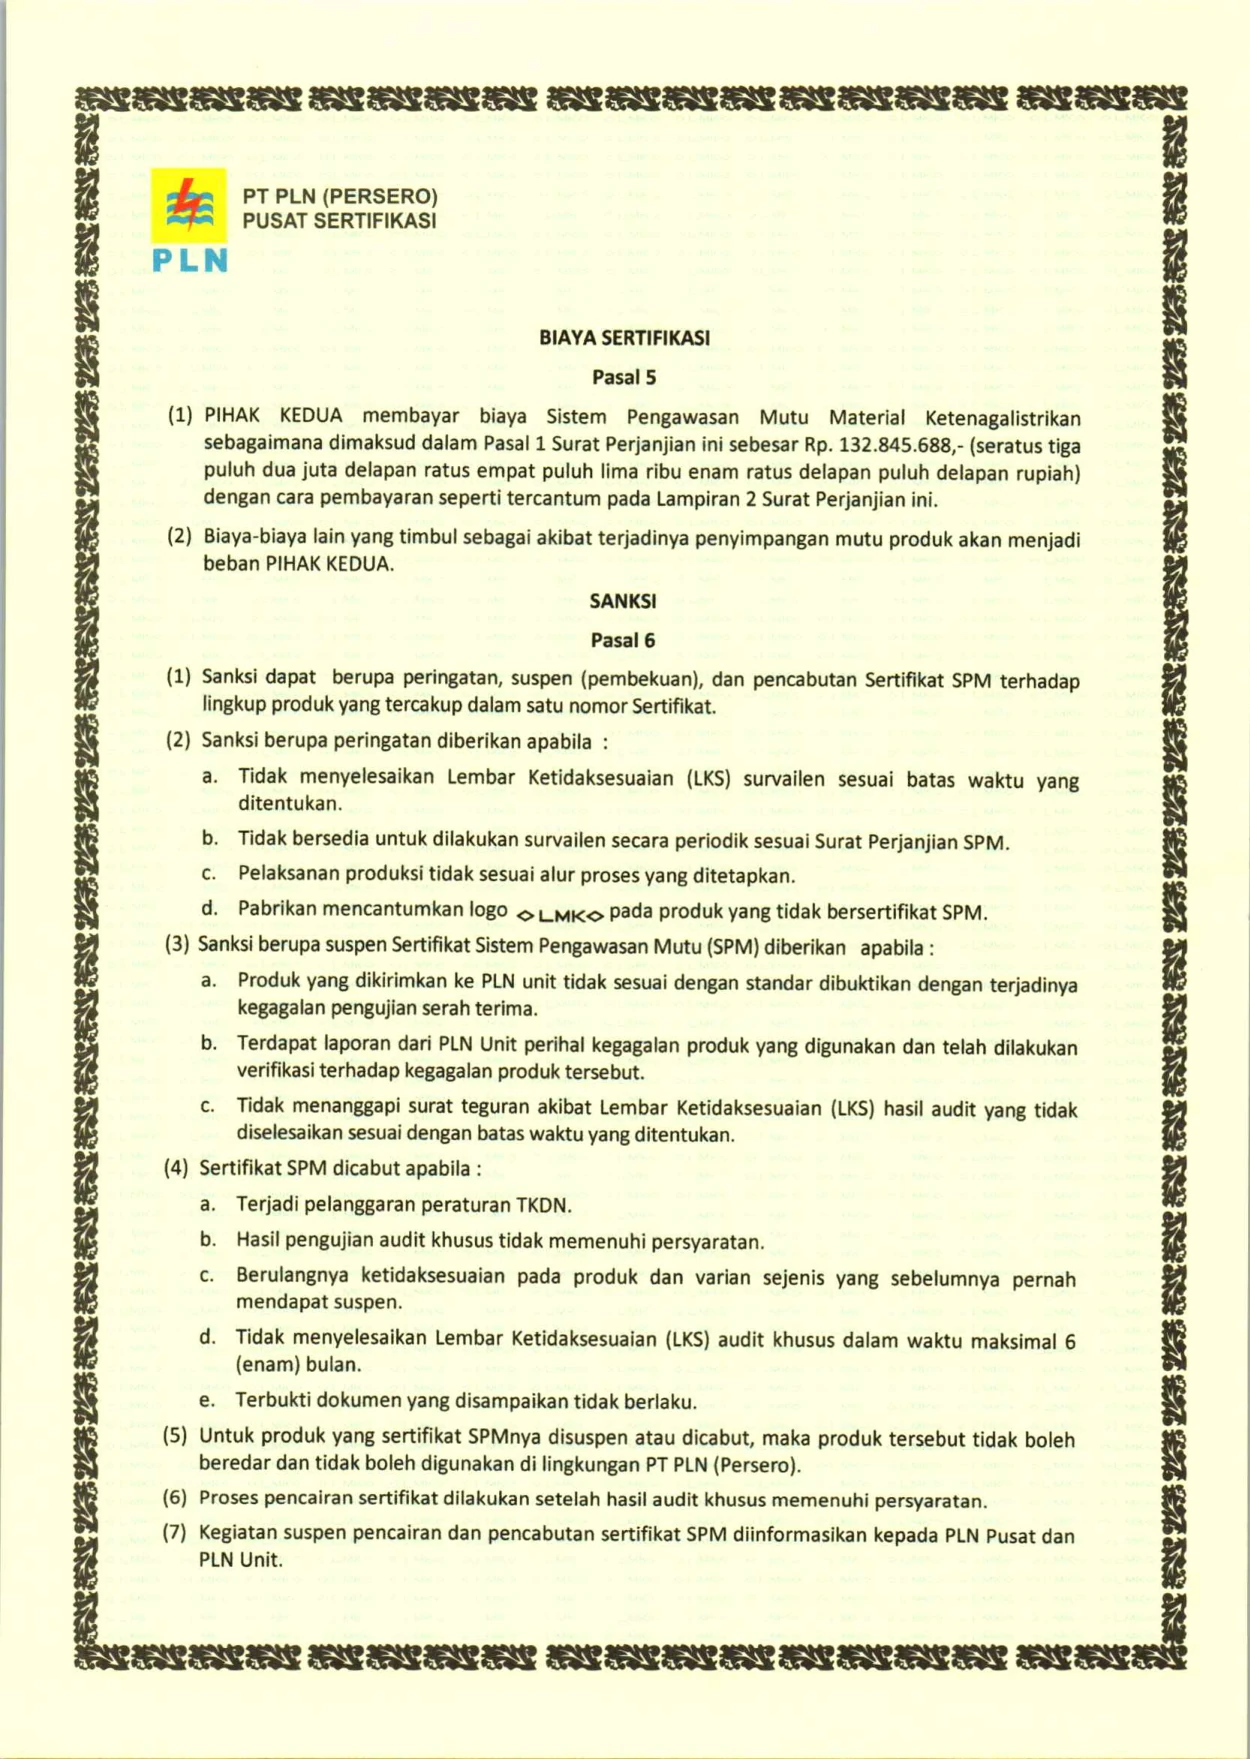 PT PLN (PERSERO)
PUSAT SERTIFIKASI
PLN
BIAYA SERTIFIKASI
Pasal 5
(1) PIHAK KEDUA membayar biaya Sistem Pengawasan Mutu Material Ketenagalistrikan
sebagaimana dimaksud dalam Pasal 1 Surat Perjanjian ini sebesar Rp. 132.845.688,- (seratus tiga
puluh dua juta delapan ratus empat puluh lima ribu enam ratus delapan puluh delapan rupiah)
dengan cara pembayaran seperti tercantum pada Lampiran 2 Surat Perjanjian ini.
(2) Biaya-biaya lain yang timbul sebagai akibat terjadinya penyimpangan mutu produk akan menjadi
beban PIHAK KEDUA.
SANKSI
Pasal 6
(1) Sanksi dapat berupa peringatan, suspen (pembekuan), dan pencabutan Sertifikat SPM terhadap
lingkup produk yang tercakup dalam satu nomor Sertifikat.
(2) Sanksi berupa peringatan diberikan apabila :
a. Tidak menyelesaikan Lembar Ketidaksesuaian (LKS) survailen sesuai batas waktu yang
ditentukan.
b. Tidak bersedia untuk dilakukan survailen secara periodik sesuai Surat Perjanjian SPM.
c. Pelaksanan produksi tidak sesuai alur proses yang ditetapkan.
d. Pabrikan mencantumkan logo ◇LMK◇ pada produk yang tidak bersertifikat SPM.
(3) Sanksi berupa suspen Sertifikat Sistem Pengawasan Mutu (SPM) diberikan apabila :
a. Produk yang dikirimkan ke PLN unit tidak sesuai dengan standar dibuktikan dengan terjadinya
kegagalan pengujian serah terima.
b. Terdapat laporan dari PLN Unit perihal kegagalan produk yang digunakan dan telah dilakukan
verifikasi terhadap kegagalan produk tersebut.
c. Tidak menanggapi surat teguran akibat Lembar Ketidaksesuaian (LKS) hasil audit yang tidak
diselesaikan sesuai dengan batas waktu yang ditentukan.
(4) Sertifikat SPM dicabut apabila :
a. Terjadi pelanggaran peraturan TKDN.
b. Hasil pengujian audit khusus tidak memenuhi persyaratan.
c. Berulangnya ketidaksesuaian pada produk dan varian sejenis yang sebelumnya pernah
mendapat suspen.
d. Tidak menyelesaikan Lembar Ketidaksesuaian (LKS) audit khusus dalam waktu maksimal 6
(enam) bulan.
e. Terbukti dokumen yang disampaikan tidak berlaku.
(5) Untuk produk yang sertifikat SPMnya disuspen atau dicabut, maka produk tersebut tidak boleh
beredar dan tidak boleh digunakan di lingkungan PT PLN (Persero).
(6) Proses pencairan sertifikat dilakukan setelah hasil audit khusus memenuhi persyaratan.
(7) Kegiatan suspen pencairan dan pencabutan sertifikat SPM diinformasikan kepada PLN Pusat dan
PLN Unit.